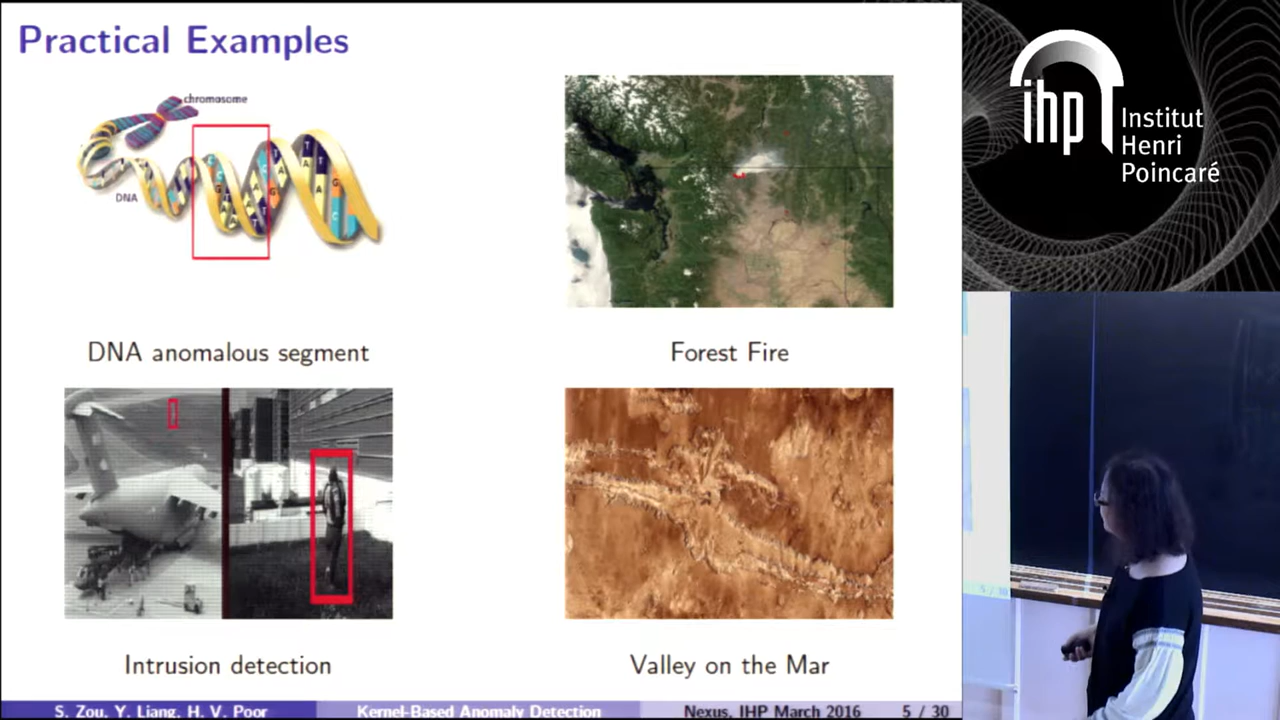 Practical Examples
chromosome
DNA
DNA anomalous segment
Forest Fire
Intrusion detection
Valley on the Mar
S. Zou, Y. Liang, H. V. Poor
Kernel-Based Anomaly Detection
Nexus, IHP March 2016
5 / 30
ihp
Institut
Henri
Poincaré